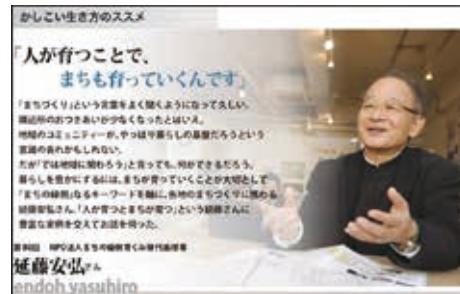 かしこい生き方のススメ
「人が育つことで、
まちも育っていくんです」
「まちづくり」という言葉をよく聞くようになって久しい。
隣近所のおつきあいが少なくなったとはいえ、
地域のコミュニティーが、やっぱり暮らしの基盤だろうという
意識の表れかもしれない。
だが「では地域に関わろう」と言っても、何ができるだろう。
暮らしを豊かにするには、まちが育っていくことが大切として
「まちの縁側」なるキーワードを軸に、各地のまちづくりに携わる
延藤安弘さん。「人が育つとまちが育つ」という延藤さんに
豊富な実例を交えてお話を伺った。
NPO法人まちの縁側育くみ隊代表理事
延藤安弘さん
endoh yasuhiro